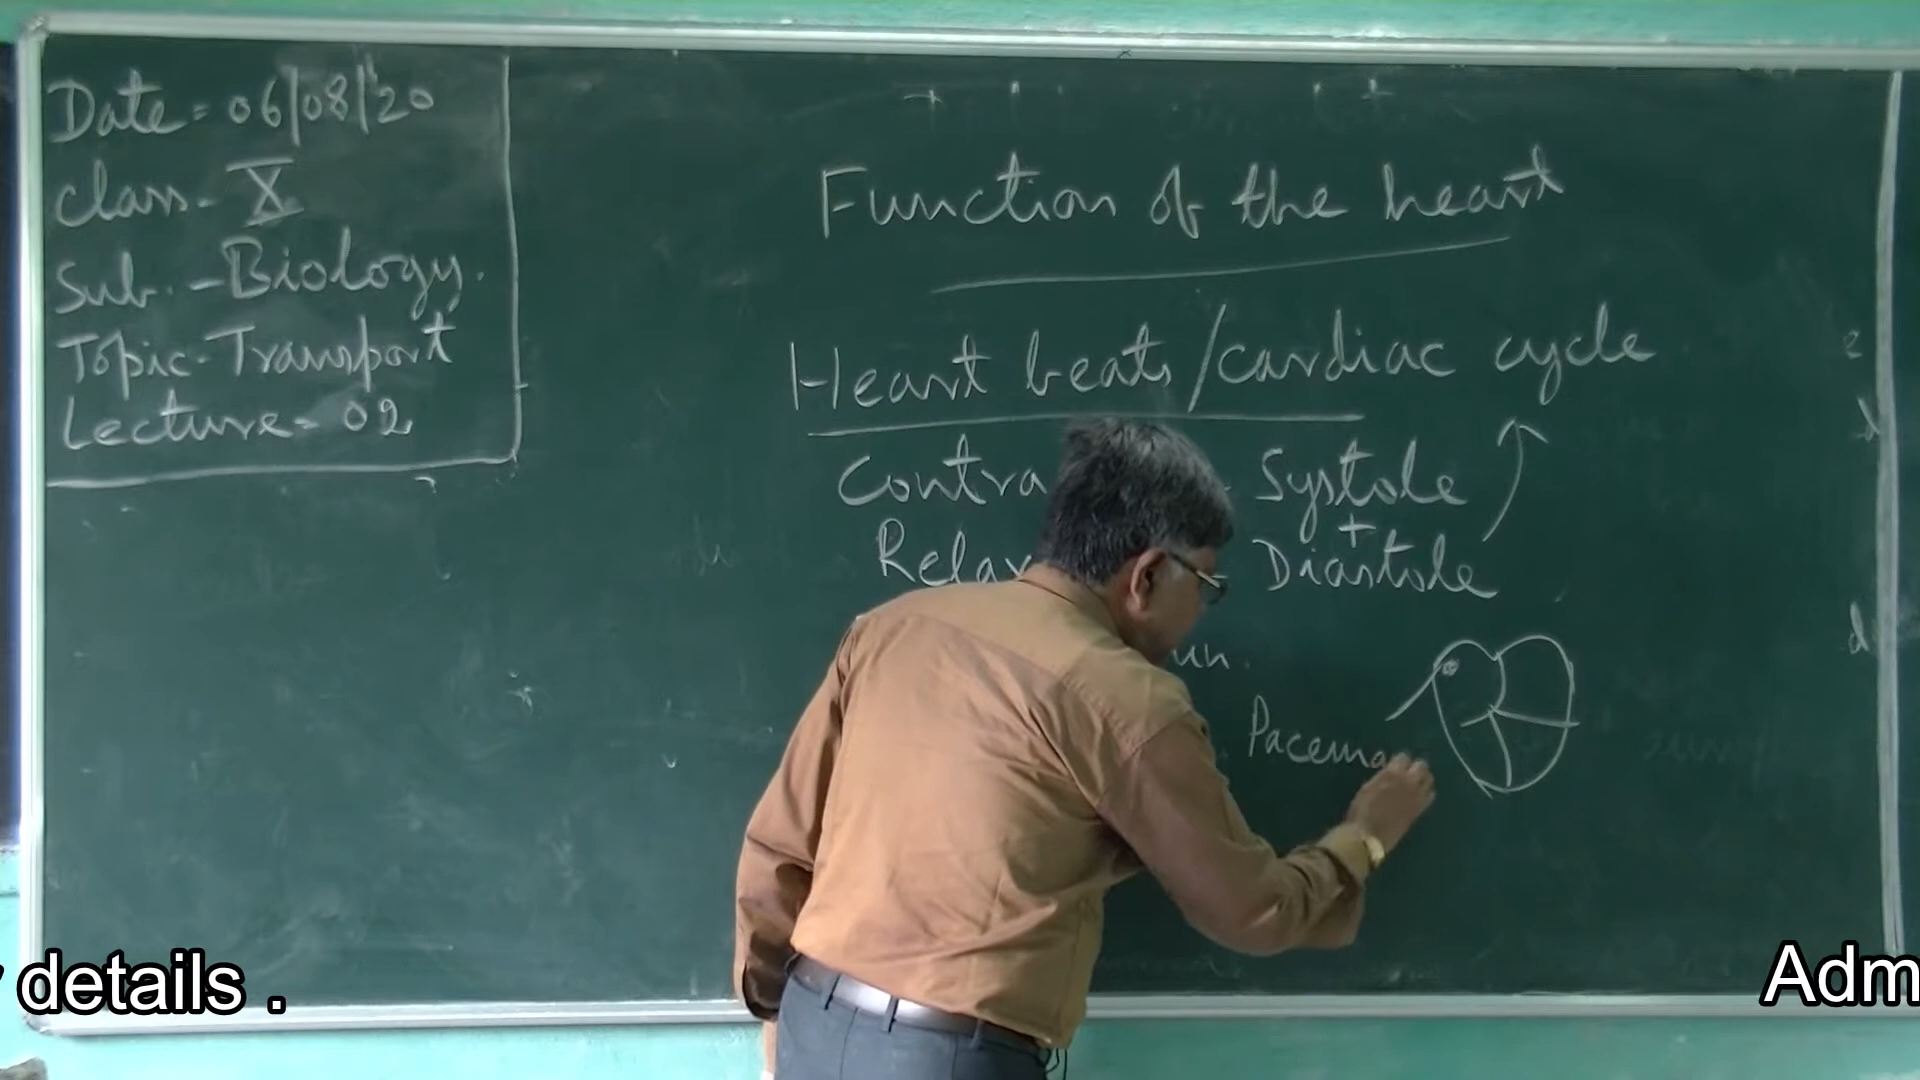 Date = 06/08/20
Class - X
Sub. - Biology.
Topic - Transport
Lecture = 02
Function of the heart
Heart beats / cardiac cycle
Contra Systole
+
Relax Diastole
Pacema
details .
Adm